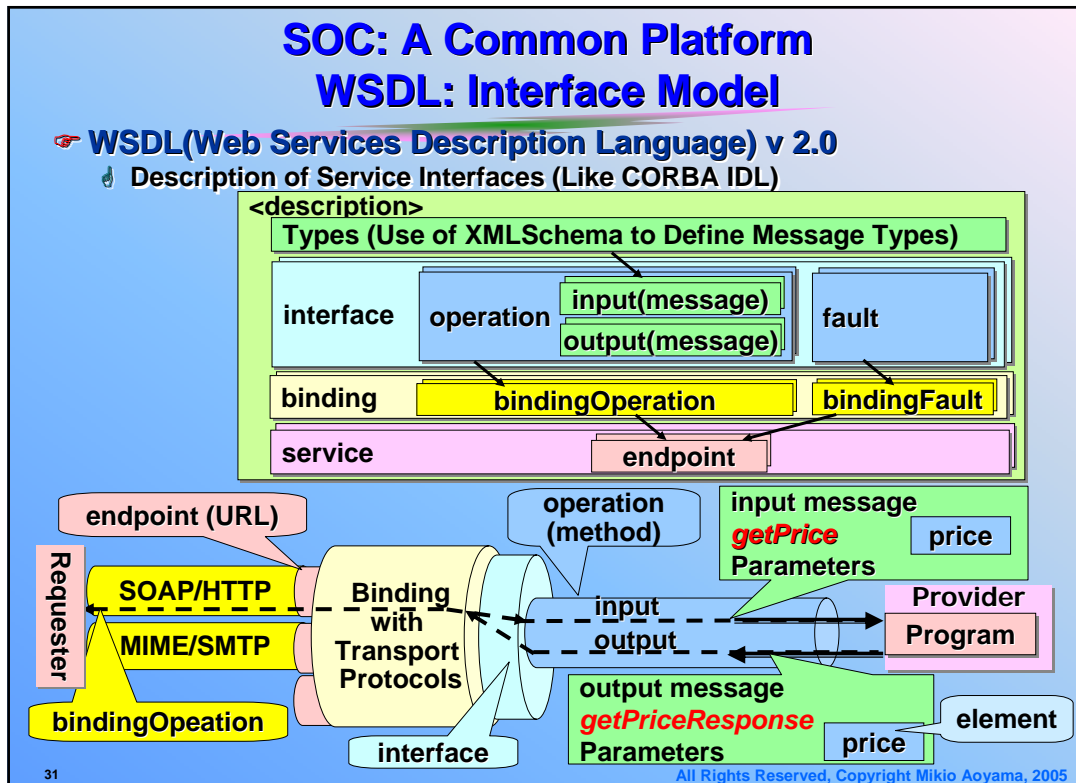 SOC: A Common Platform
WSDL: Interface Model
WSDL(Web Services Description Language) v 2.0
Description of Service Interfaces (Like CORBA IDL)
<description>
Types (Use of XMLSchema to Define Message Types)
interface
operation
input(message)
output(message)
fault
binding
bindingOperation
bindingFault
service
endpoint
endpoint (URL)
operation
(method)
input message
getPrice
Parameters
price
Requester
SOAP/HTTP
MIME/SMTP
Binding
with
Transport
Protocols
input
output
Provider
Program
bindingOpeation
interface
output message
getPriceResponse
Parameters
price
element
31
All Rights Reserved, Copyright Mikio Aoyama, 2005